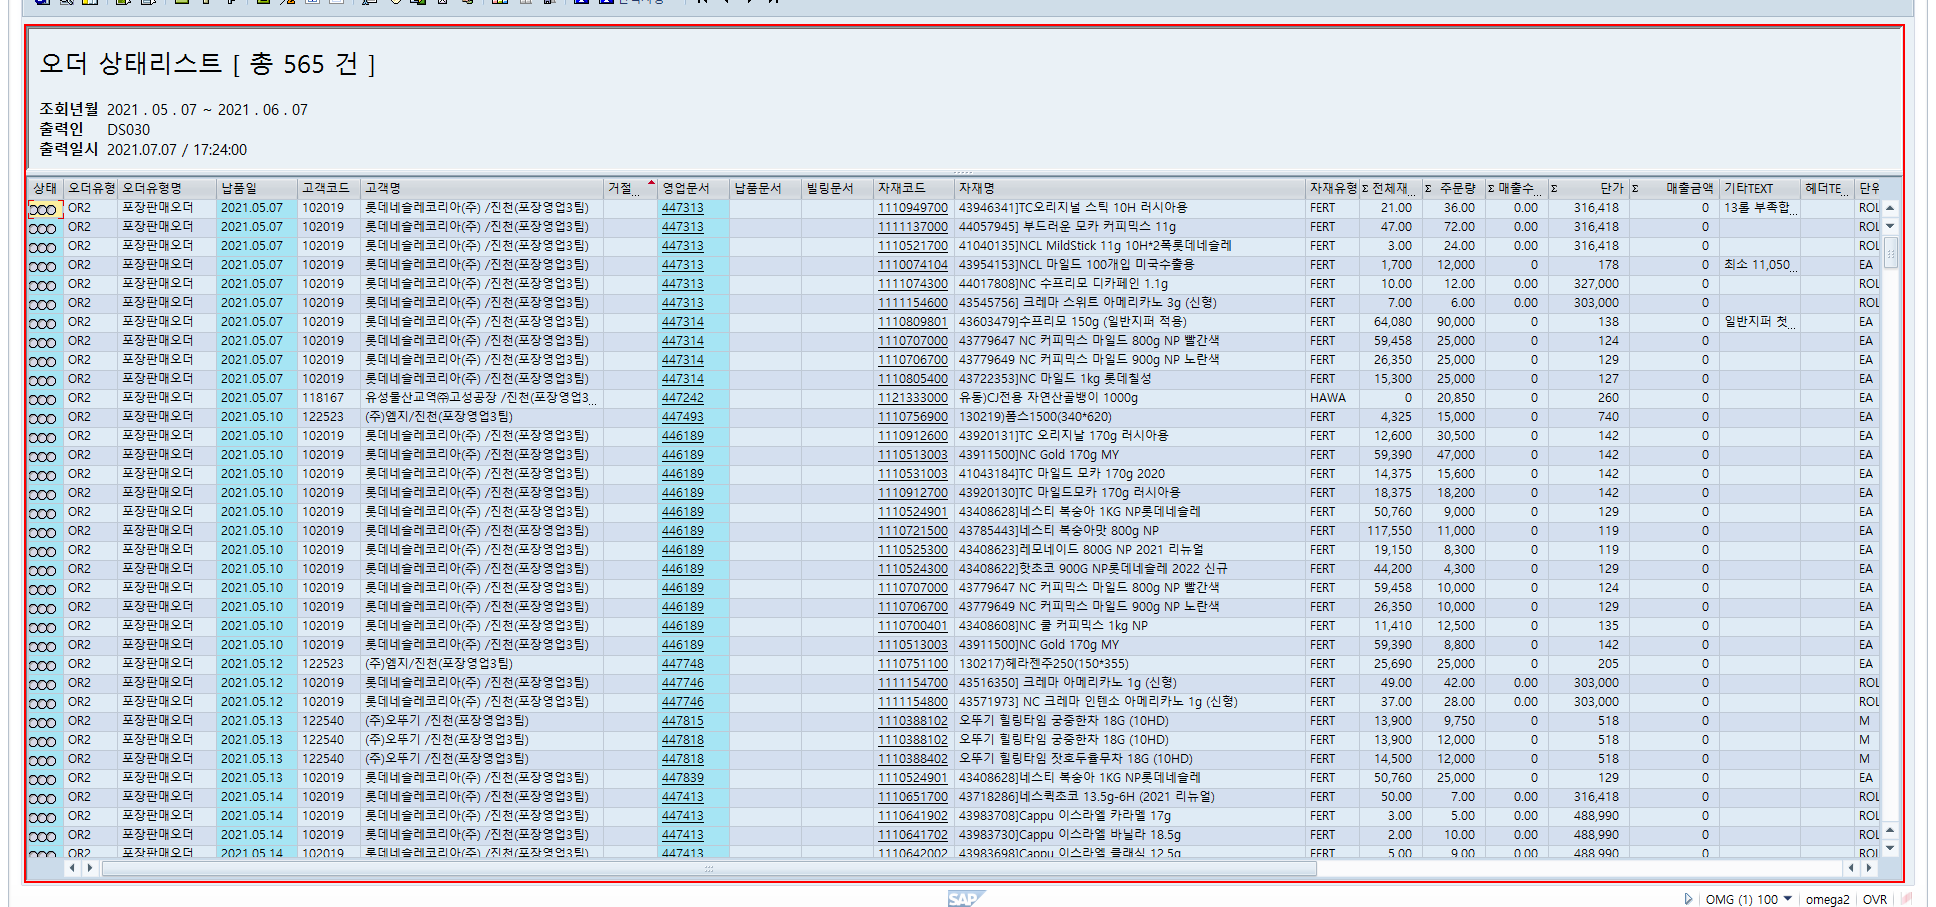 오더 상태리스트 [ 총 565 건 ]
조회년월 2021 . 05 . 07 ~ 2021 . 06 . 07
출력인 DS030
출력일시 2021.07.07 / 17:24:00
상태 오더유형 오더유형명 납품일 고객코드 고객명 거절... 영업문서 납품문서 빌링문서 자재코드 자재명 자재유형 Σ 전체재... Σ 주문량 Σ 매출수... Σ 단가 Σ 매출금액 기타TEXT 헤더TE... 단위
OR2 포장판매오더 2021.05.07 102019 롯데네슬레코리아(주) /진천(포장영업3팀) 447313 1110949700 43946341]TC오리지널 스틱 10H 러시아용 FERT 21.00 36.00 0.00 316,418 0 13롤 부족합... ROL
OR2 포장판매오더 2021.05.07 102019 롯데네슬레코리아(주) /진천(포장영업3팀) 447313 1111137000 44057945] 부드러운 모카 커피믹스 11g FERT 47.00 72.00 0.00 316,418 0 ROL
OR2 포장판매오더 2021.05.07 102019 롯데네슬레코리아(주) /진천(포장영업3팀) 447313 1110521700 41040135]NCL MildStick 11g 10H*2폭롯데네슬레 FERT 3.00 24.00 0.00 316,418 0 ROL
OR2 포장판매오더 2021.05.07 102019 롯데네슬레코리아(주) /진천(포장영업3팀) 447313 1110074104 43954153]NCL 마일드 100개입 미국수출용 FERT 1,700 12,000 0 178 0 최소 11,050... EA
OR2 포장판매오더 2021.05.07 102019 롯데네슬레코리아(주) /진천(포장영업3팀) 447313 1110074300 44017808]NC 수프리모 디카페인 1.1g FERT 10.00 12.00 0.00 327,000 0 ROL
OR2 포장판매오더 2021.05.07 102019 롯데네슬레코리아(주) /진천(포장영업3팀) 447313 1111154600 43545756] 크레마 스위트 아메리카노 3g (신형) FERT 7.00 6.00 0.00 303,000 0 ROL
OR2 포장판매오더 2021.05.07 102019 롯데네슬레코리아(주) /진천(포장영업3팀) 447314 1110809801 43603479]수프리모 150g (일반지퍼 적용) FERT 64,080 90,000 0 138 0 일반지퍼 첫... EA
OR2 포장판매오더 2021.05.07 102019 롯데네슬레코리아(주) /진천(포장영업3팀) 447314 1110707000 43779647 NC 커피믹스 마일드 800g NP 빨간색 FERT 59,458 25,000 0 124 0 EA
OR2 포장판매오더 2021.05.07 102019 롯데네슬레코리아(주) /진천(포장영업3팀) 447314 1110706700 43779649 NC 커피믹스 마일드 900g NP 노란색 FERT 26,350 25,000 0 129 0 EA
OR2 포장판매오더 2021.05.07 102019 롯데네슬레코리아(주) /진천(포장영업3팀) 447314 1110805400 43722353]NC 마일드 1kg 롯데칠성 FERT 15,300 25,000 0 127 0 EA
OR2 포장판매오더 2021.05.07 118167 유성물산교역㈜고성공장 /진천(포장영업3... 447242 1121333000 유동)CJ전용 자연산골뱅이 1000g HAWA 0 20,850 0 260 0 EA
OR2 포장판매오더 2021.05.10 122523 (주)엠지/진천(포장영업3팀) 447493 1110756900 130219)폼스1500(340*620) FERT 4,325 15,000 0 740 0 EA
OR2 포장판매오더 2021.05.10 102019 롯데네슬레코리아(주) /진천(포장영업3팀) 446189 1110912600 43920131]TC 오리지날 170g 러시아용 FERT 12,600 30,500 0 142 0 EA
OR2 포장판매오더 2021.05.10 102019 롯데네슬레코리아(주) /진천(포장영업3팀) 446189 1110513003 43911500]NC Gold 170g MY FERT 59,390 47,000 0 142 0 EA
OR2 포장판매오더 2021.05.10 102019 롯데네슬레코리아(주) /진천(포장영업3팀) 446189 1110531003 41043184]TC 마일드 모카 170g 2020 FERT 14,375 15,600 0 142 0 EA
OR2 포장판매오더 2021.05.10 102019 롯데네슬레코리아(주) /진천(포장영업3팀) 446189 1110912700 43920130]TC 마일드모카 170g 러시아용 FERT 18,375 18,200 0 142 0 EA
OR2 포장판매오더 2021.05.10 102019 롯데네슬레코리아(주) /진천(포장영업3팀) 446189 1110524901 43408628]네스티 복숭아 1KG NP롯데네슬레 FERT 50,760 9,000 0 129 0 EA
OR2 포장판매오더 2021.05.10 102019 롯데네슬레코리아(주) /진천(포장영업3팀) 446189 1110721500 43785443]네스티 복숭아맛 800g NP FERT 117,550 11,000 0 119 0 EA
OR2 포장판매오더 2021.05.10 102019 롯데네슬레코리아(주) /진천(포장영업3팀) 446189 1110525300 43408623]레모네이드 800G NP 2021 리뉴얼 FERT 19,150 8,300 0 119 0 EA
OR2 포장판매오더 2021.05.10 102019 롯데네슬레코리아(주) /진천(포장영업3팀) 446189 1110524300 43408622]핫초코 900G NP롯데네슬레 2022 신규 FERT 44,200 4,300 0 129 0 EA
OR2 포장판매오더 2021.05.10 102019 롯데네슬레코리아(주) /진천(포장영업3팀) 446189 1110707000 43779647 NC 커피믹스 마일드 800g NP 빨간색 FERT 59,458 10,000 0 124 0 EA
OR2 포장판매오더 2021.05.10 102019 롯데네슬레코리아(주) /진천(포장영업3팀) 446189 1110706700 43779649 NC 커피믹스 마일드 900g NP 노란색 FERT 26,350 10,000 0 129 0 EA
OR2 포장판매오더 2021.05.10 102019 롯데네슬레코리아(주) /진천(포장영업3팀) 446189 1110700401 43408608]NC 쿨 커피믹스 1kg NP FERT 11,410 12,500 0 135 0 EA
OR2 포장판매오더 2021.05.10 102019 롯데네슬레코리아(주) /진천(포장영업3팀) 446189 1110513003 43911500]NC Gold 170g MY FERT 59,390 8,800 0 142 0 EA
OR2 포장판매오더 2021.05.12 122523 (주)엠지/진천(포장영업3팀) 447748 1110751100 130217)헤라젠주250(150*355) FERT 25,690 25,000 0 205 0 EA
OR2 포장판매오더 2021.05.12 102019 롯데네슬레코리아(주) /진천(포장영업3팀) 447746 1111154700 43516350] 크레마 아메리카노 1g (신형) FERT 49.00 42.00 0.00 303,000 0 ROL
OR2 포장판매오더 2021.05.12 102019 롯데네슬레코리아(주) /진천(포장영업3팀) 447746 1111154800 43571973] NC 크레마 인텐소 아메리카노 1g (신형) FERT 37.00 28.00 0.00 303,000 0 ROL
OR2 포장판매오더 2021.05.13 122540 (주)오뚜기 /진천(포장영업3팀) 447815 1110388102 오뚜기 힐링타임 궁중한차 18G (10HD) FERT 13,900 9,750 0 518 0 M
OR2 포장판매오더 2021.05.13 122540 (주)오뚜기 /진천(포장영업3팀) 447818 1110388102 오뚜기 힐링타임 궁중한차 18G (10HD) FERT 13,900 12,000 0 518 0 M
OR2 포장판매오더 2021.05.13 122540 (주)오뚜기 /진천(포장영업3팀) 447818 1110388402 오뚜기 힐링타임 잣호두율무차 18G (10HD) FERT 14,500 12,000 0 518 0 M
OR2 포장판매오더 2021.05.13 102019 롯데네슬레코리아(주) /진천(포장영업3팀) 447839 1110524901 43408628]네스티 복숭아 1KG NP롯데네슬레 FERT 50,760 25,000 0 129 0 EA
OR2 포장판매오더 2021.05.14 102019 롯데네슬레코리아(주) /진천(포장영업3팀) 447413 1110651700 43718286]네스퀵초코 13.5g-6H (2021 리뉴얼) FERT 50.00 7.00 0.00 316,418 0 ROL
OR2 포장판매오더 2021.05.14 102019 롯데네슬레코리아(주) /진천(포장영업3팀) 447413 1110641902 43983708]Cappu 이스라엘 카라멜 17g FERT 3.00 5.00 0.00 488,990 0 ROL
OR2 포장판매오더 2021.05.14 102019 롯데네슬레코리아(주) /진천(포장영업3팀) 447413 1110641702 43983730]Cappu 이스라엘 바닐라 18.5g FERT 2.00 10.00 0.00 488,990 0 ROL
OR2 포장판매오더 2021.05.14 102019 롯데네슬레코리아(주) /진천(포장영업3팀) 447413 1110642002 43983698]Cappu 이스라엘 클래식 12.5g FERT 5.00 9.00 0.00 488,990 0 ROL
SAP OMG (1) 100 omega2 OVR